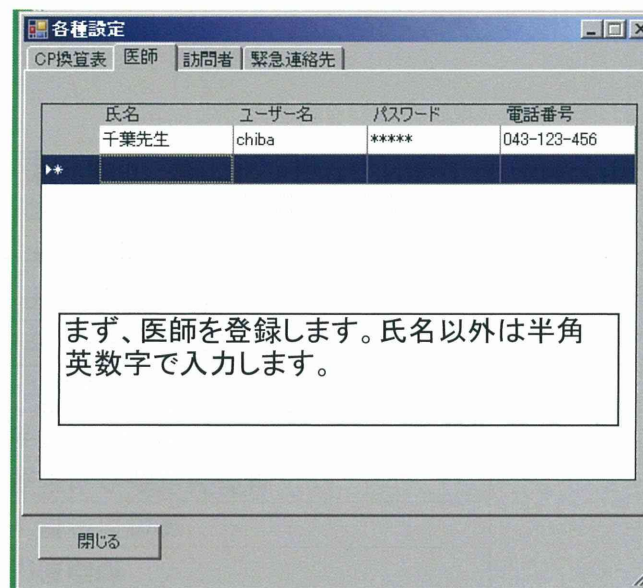 各種設定
CP換算表 医師 訪問者 緊急連絡先
氏名 ユーザー名 パスワード 電話番号
千葉先生 chiba ***** 043-123-456
まず、医師を登録します。氏名以外は半角
英数字で入力します。
閉じる